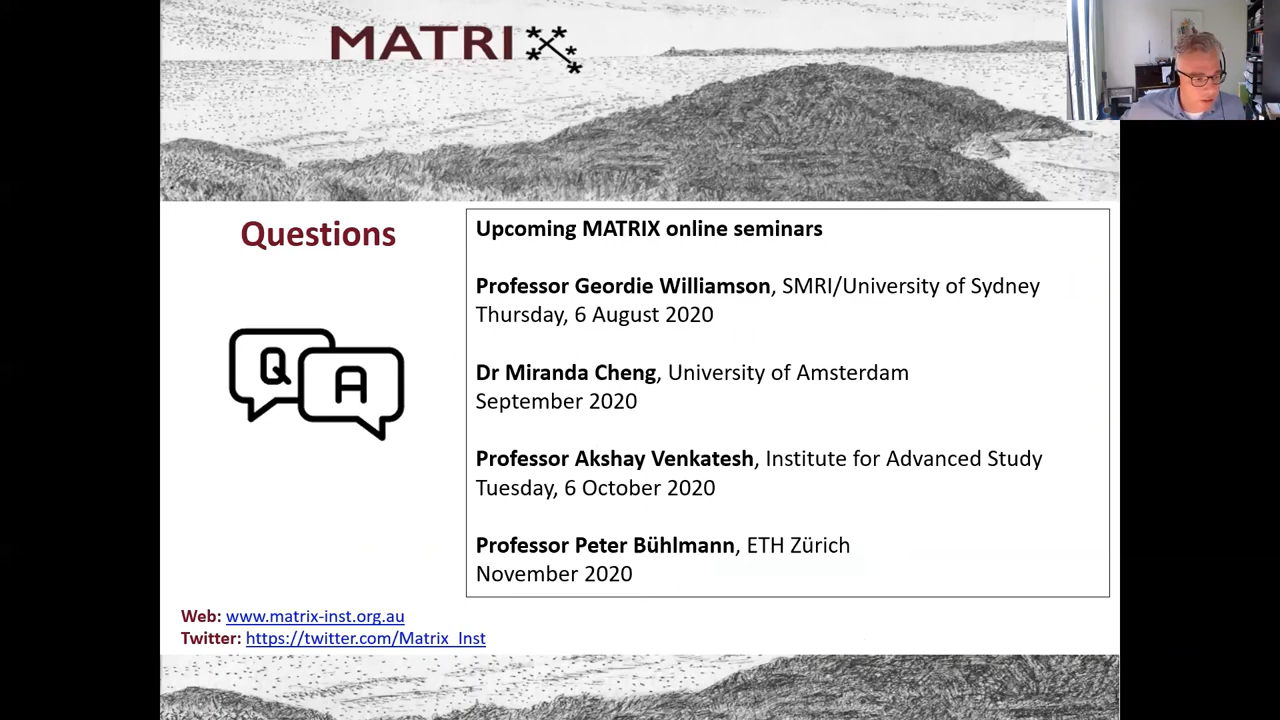 MATRIX
Questions
Q A
Upcoming MATRIX online seminars
Professor Geordie Williamson, SMRI/University of Sydney
Thursday, 6 August 2020
Dr Miranda Cheng, University of Amsterdam
September 2020
Professor Akshay Venkatesh, Institute for Advanced Study
Tuesday, 6 October 2020
Professor Peter Bühlmann, ETH Zürich
November 2020
Web: www.matrix-inst.org.au
Twitter: https://twitter.com/Matrix_Inst